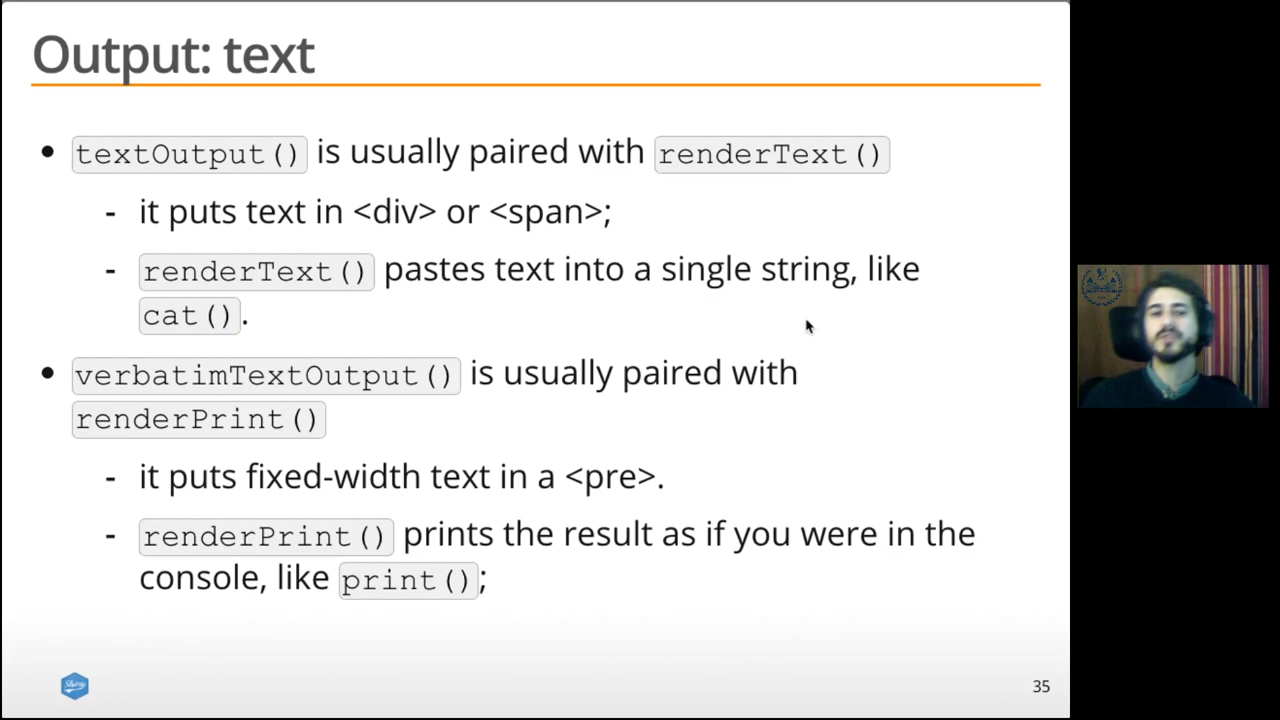 Output: text
• textOutput() is usually paired with renderText()
- it puts text in <div> or <span>;
- renderText() pastes text into a single string, like
cat().
• verbatimTextOutput() is usually paired with
renderPrint()
- it puts fixed-width text in a <pre>.
- renderPrint() prints the result as if you were in the
console, like print();
Shiny
35